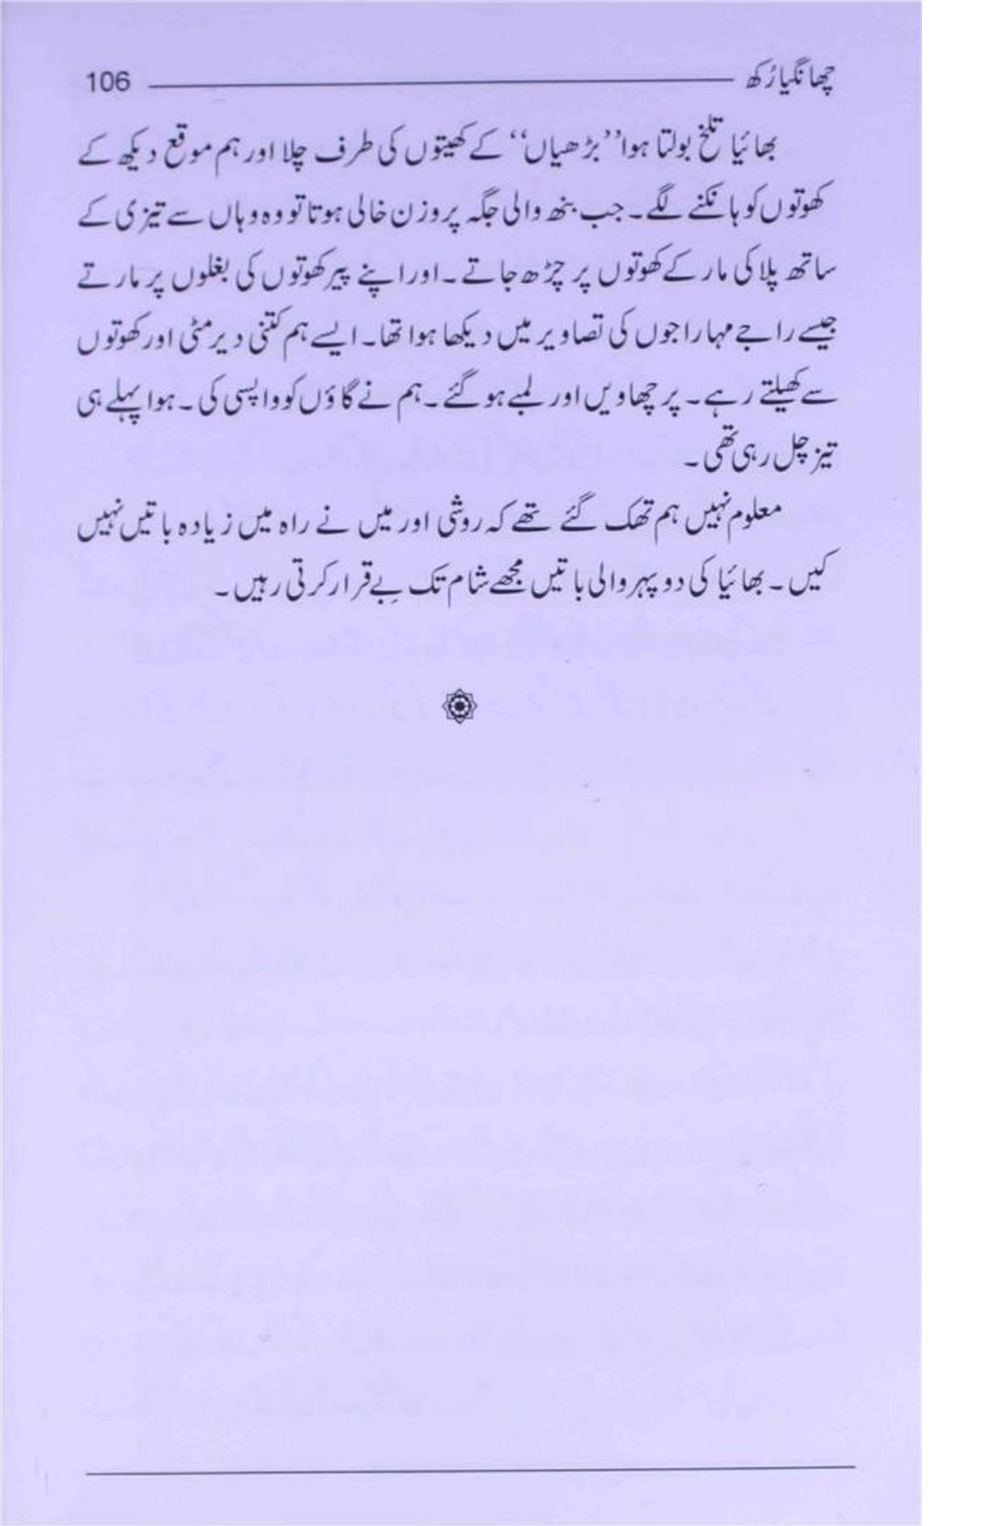 چھانگیا رُکھ 106
بھائیا تلخ بولتا ہوا ”بڑھیاں“ کے کھیتوں کی طرف چلا اور ہم موقع دیکھ کے
کھوتوں کو ہانکنے لگے۔ جب بنھ والی جگہ پر وزن خالی ہوتا تو وہ وہاں سے تیزی کے
ساتھ پلاکی مار کے کھوتوں پر چڑھ جاتے۔ اور اپنے پیر کھوتوں کی بغلوں پر مارتے
جیسے راجے مہاراجوں کی تصاویر میں دیکھا ہوا تھا۔ ایسے ہم کتنی دیر مٹی اور کھوتوں
سے کھیلتے رہے۔ پرچھاویں اور لمبے ہو گئے۔ ہم نے گاؤں کو واپسی کی۔ ہوا پہلے ہی
تیز چل رہی تھی۔
معلوم نہیں ہم تھک گئے تھے کہ روشی اور میں نے راہ میں زیادہ باتیں نہیں
کیں۔ بھائیا کی دوپہر والی باتیں مجھے شام تک بےقرار کرتی رہیں۔